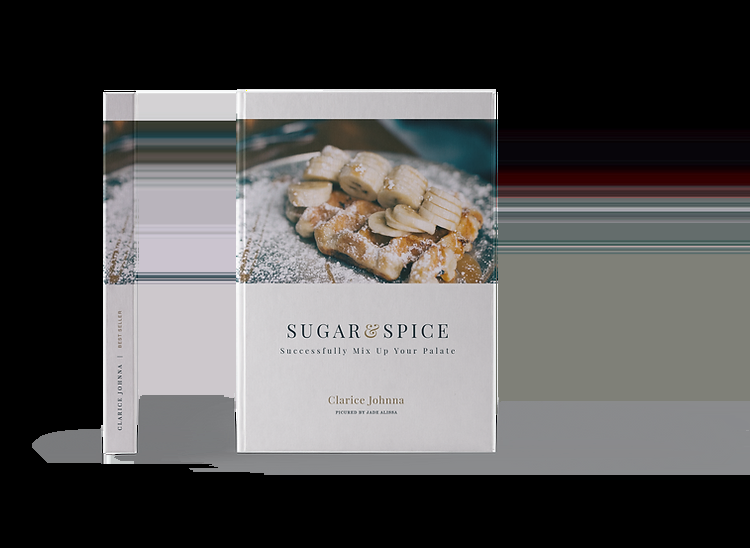 SUGAR&SPICE
Successfully Mix Up Your Palate
Clarice Johnna
PICURED BY JADE ALISSA
CLARICE JOHNNA | BEST SELLER